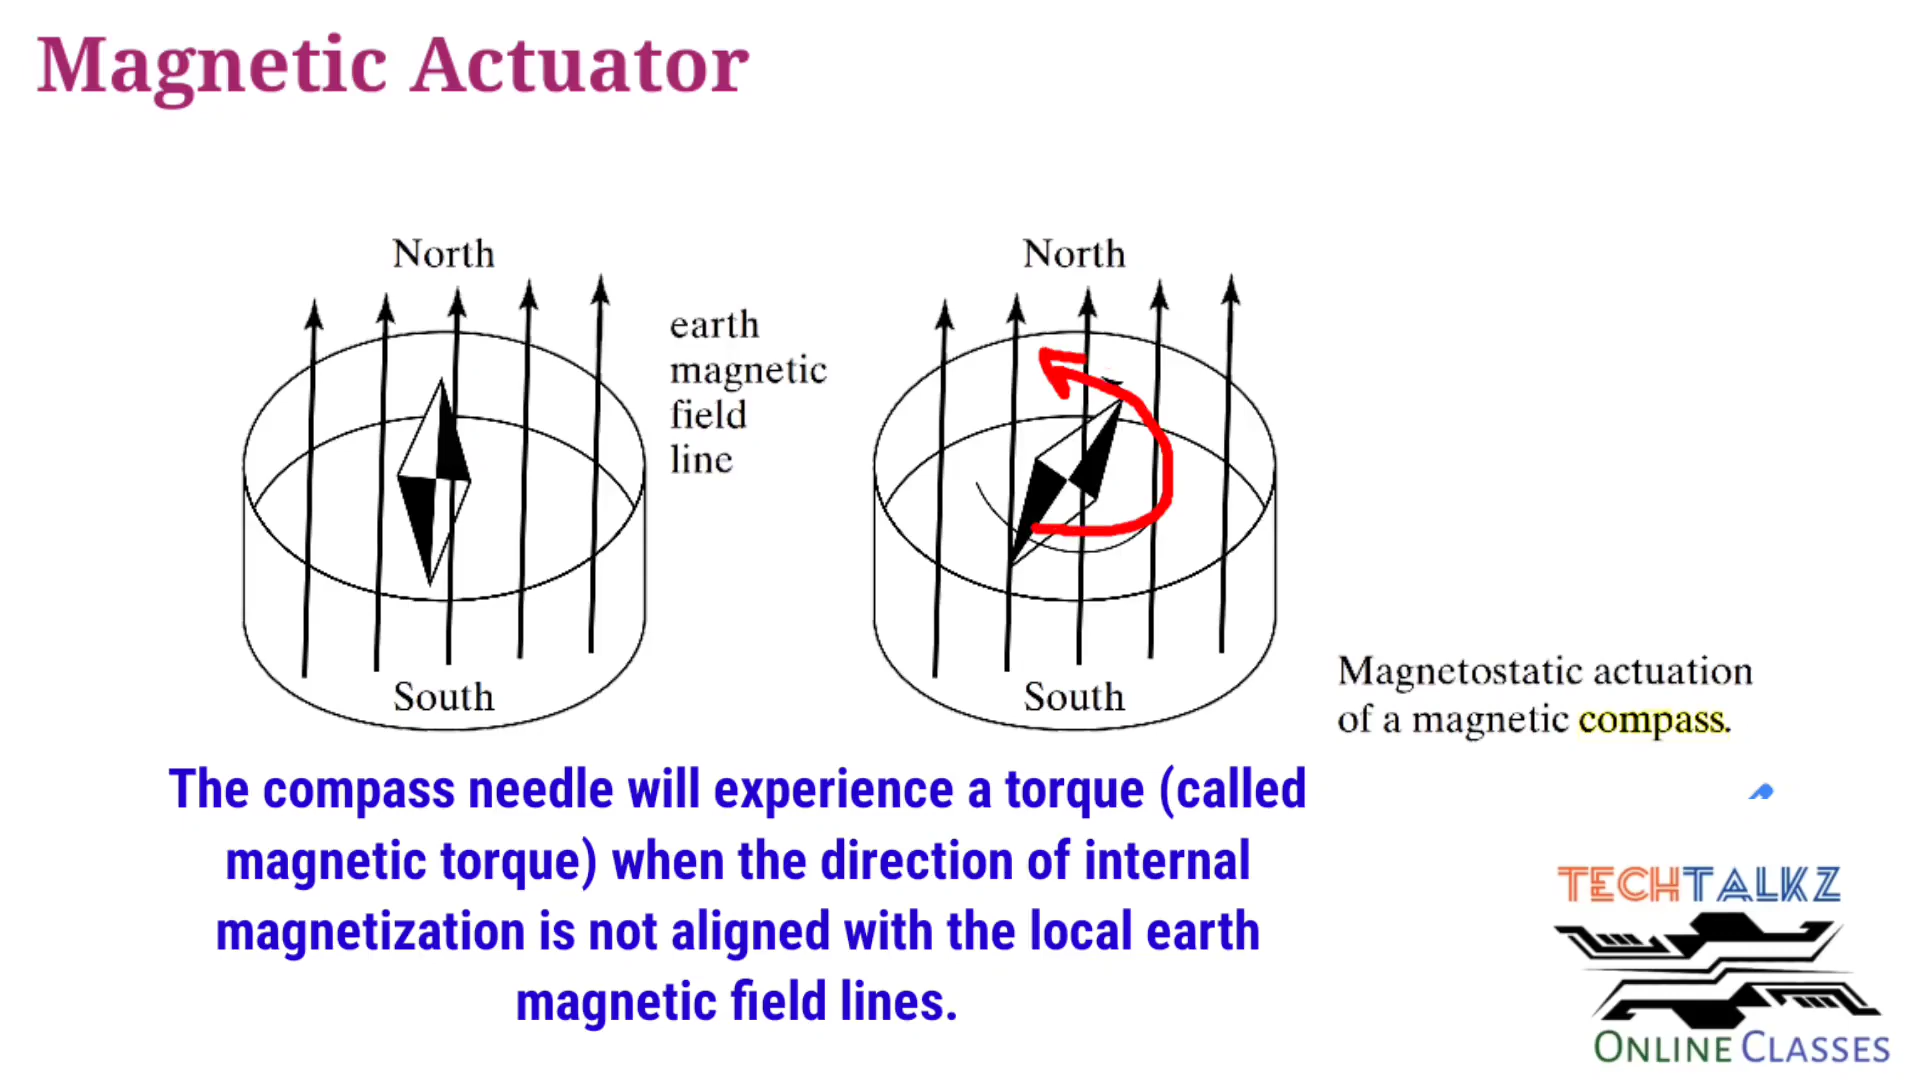 Magnetic Actuator
North
earth
magnetic
field
line
South
North
South
Magnetostatic actuation
of a magnetic compass.
The compass needle will experience a torque (called
magnetic torque) when the direction of internal
magnetization is not aligned with the local earth
magnetic field lines.
TECHTALKZ
ONLINE CLASSES